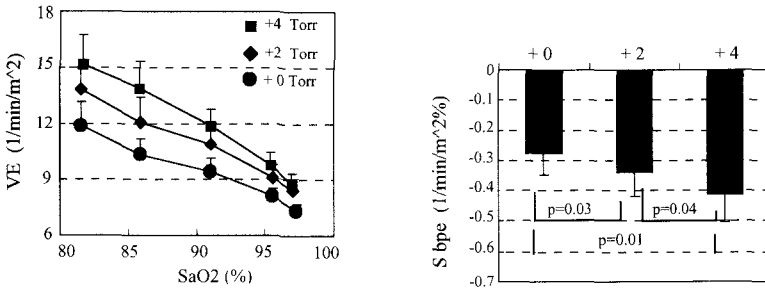 18
15
12
9
6
VE (1/min/m^2)
+4 Torr
+2 Torr
+ 0 Torr
80 85 90 95 100
SaO2 (%)
+ 0 + 2 + 4
0
-0.1
-0.2
-0.3
-0.4
-0.5
-0.6
-0.7
S bpe (1/min/m^2%)
p=0.03 p=0.04
p=0.01